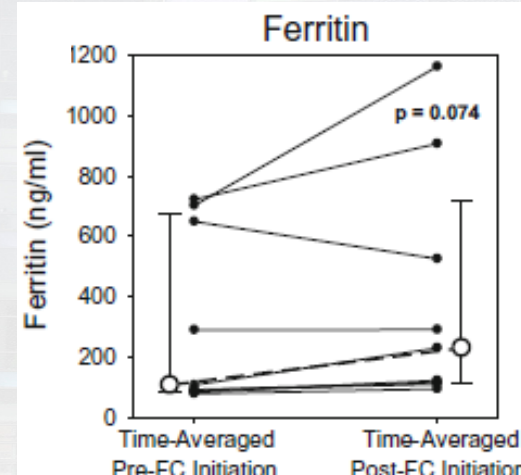 Ferritin
1200
1000
800
600
400
200
0
Ferritin (ng/ml)
p = 0.074
Time-Averaged
Pre-FC Initiation
Time-Averaged
Post-FC Initiation